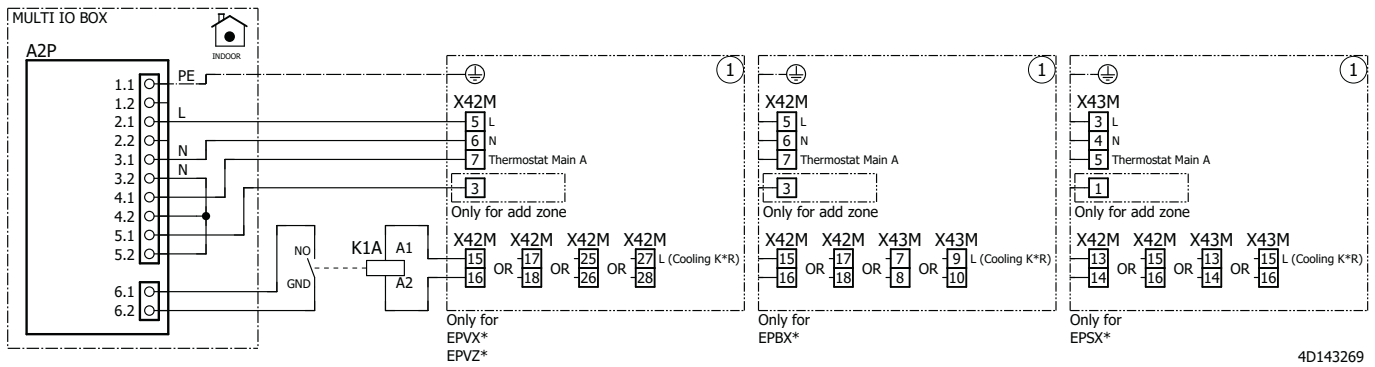 MULTI IO BOX
INDOOR
A2P
1.1 PE
1.2
2.1 L
2.2
3.1 N
3.2 N
4.1
4.2
5.1
5.2
6.1
6.2
NO
GND
K1A A1
A2
1
X42M
5 L
6 N
7 Thermostat Main A
3
Only for add zone
X42M X42M X42M X42M
15 OR 17 OR 25 OR 27 L (Cooling K*R)
16 18 26 28
Only for
EPVX*
EPVZ*
1
X42M
5 L
6 N
7 Thermostat Main A
3
Only for add zone
X42M X42M X43M X43M
15 OR 17 OR 7 OR 9 L (Cooling K*R)
16 18 8 10
Only for
EPBX*
1
X43M
3 L
4 N
5 Thermostat Main A
1
Only for add zone
X42M X42M X43M X43M
13 OR 15 OR 13 OR 15 L (Cooling K*R)
14 16 14 16
Only for
EPSX*
4D143269